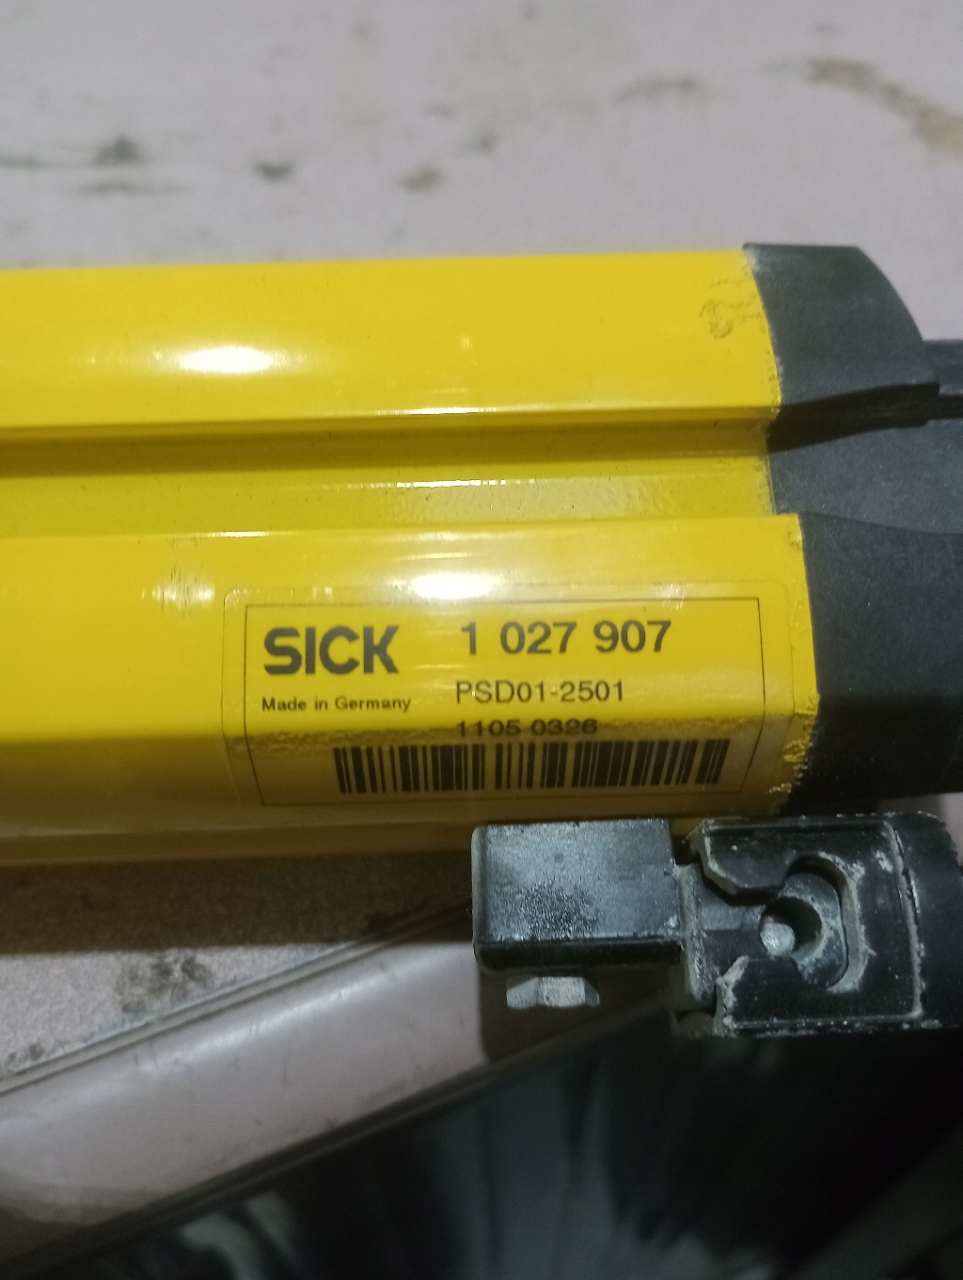 SICK 1 027 907
Made in Germany PSD01-2501
1105 0326